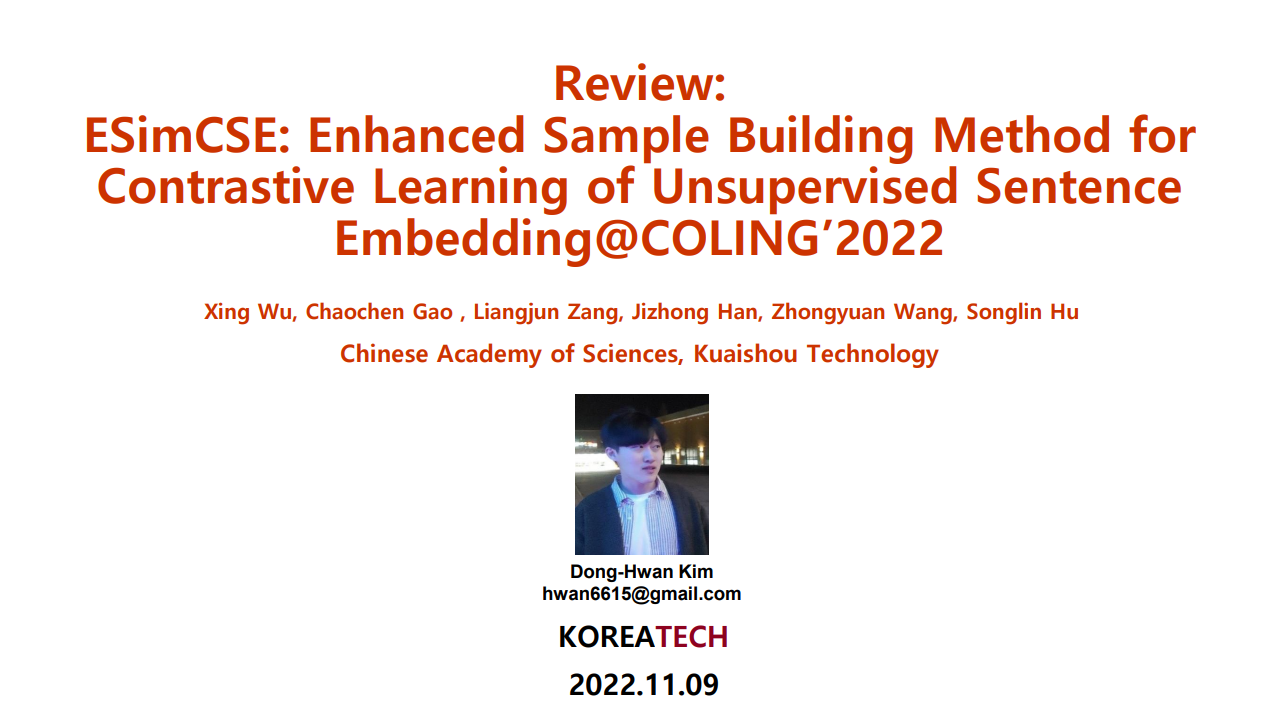 Review:
ESimCSE: Enhanced Sample Building Method for
Contrastive Learning of Unsupervised Sentence
Embedding@COLING’2022
Xing Wu, Chaochen Gao , Liangjun Zang, Jizhong Han, Zhongyuan Wang, Songlin Hu
Chinese Academy of Sciences, Kuaishou Technology
Dong-Hwan Kim
hwan6615@gmail.com
KOREATECH
2022.11.09